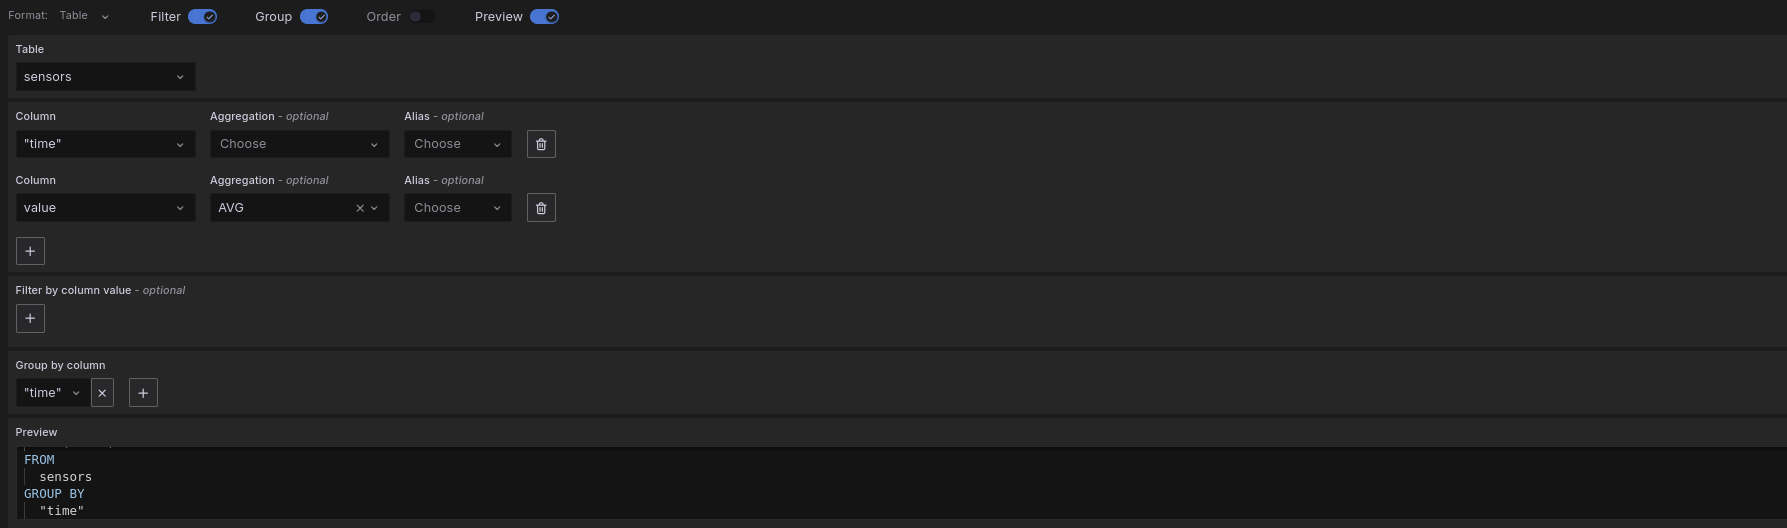 Format: Table Filter Group Order Preview
Table
sensors
Column Aggregation - optional Alias - optional
"time" Choose Choose
Column Aggregation - optional Alias - optional
value AVG Choose
Filter by column value - optional
Group by column
"time"
Preview
FROM
sensors
GROUP BY
"time"